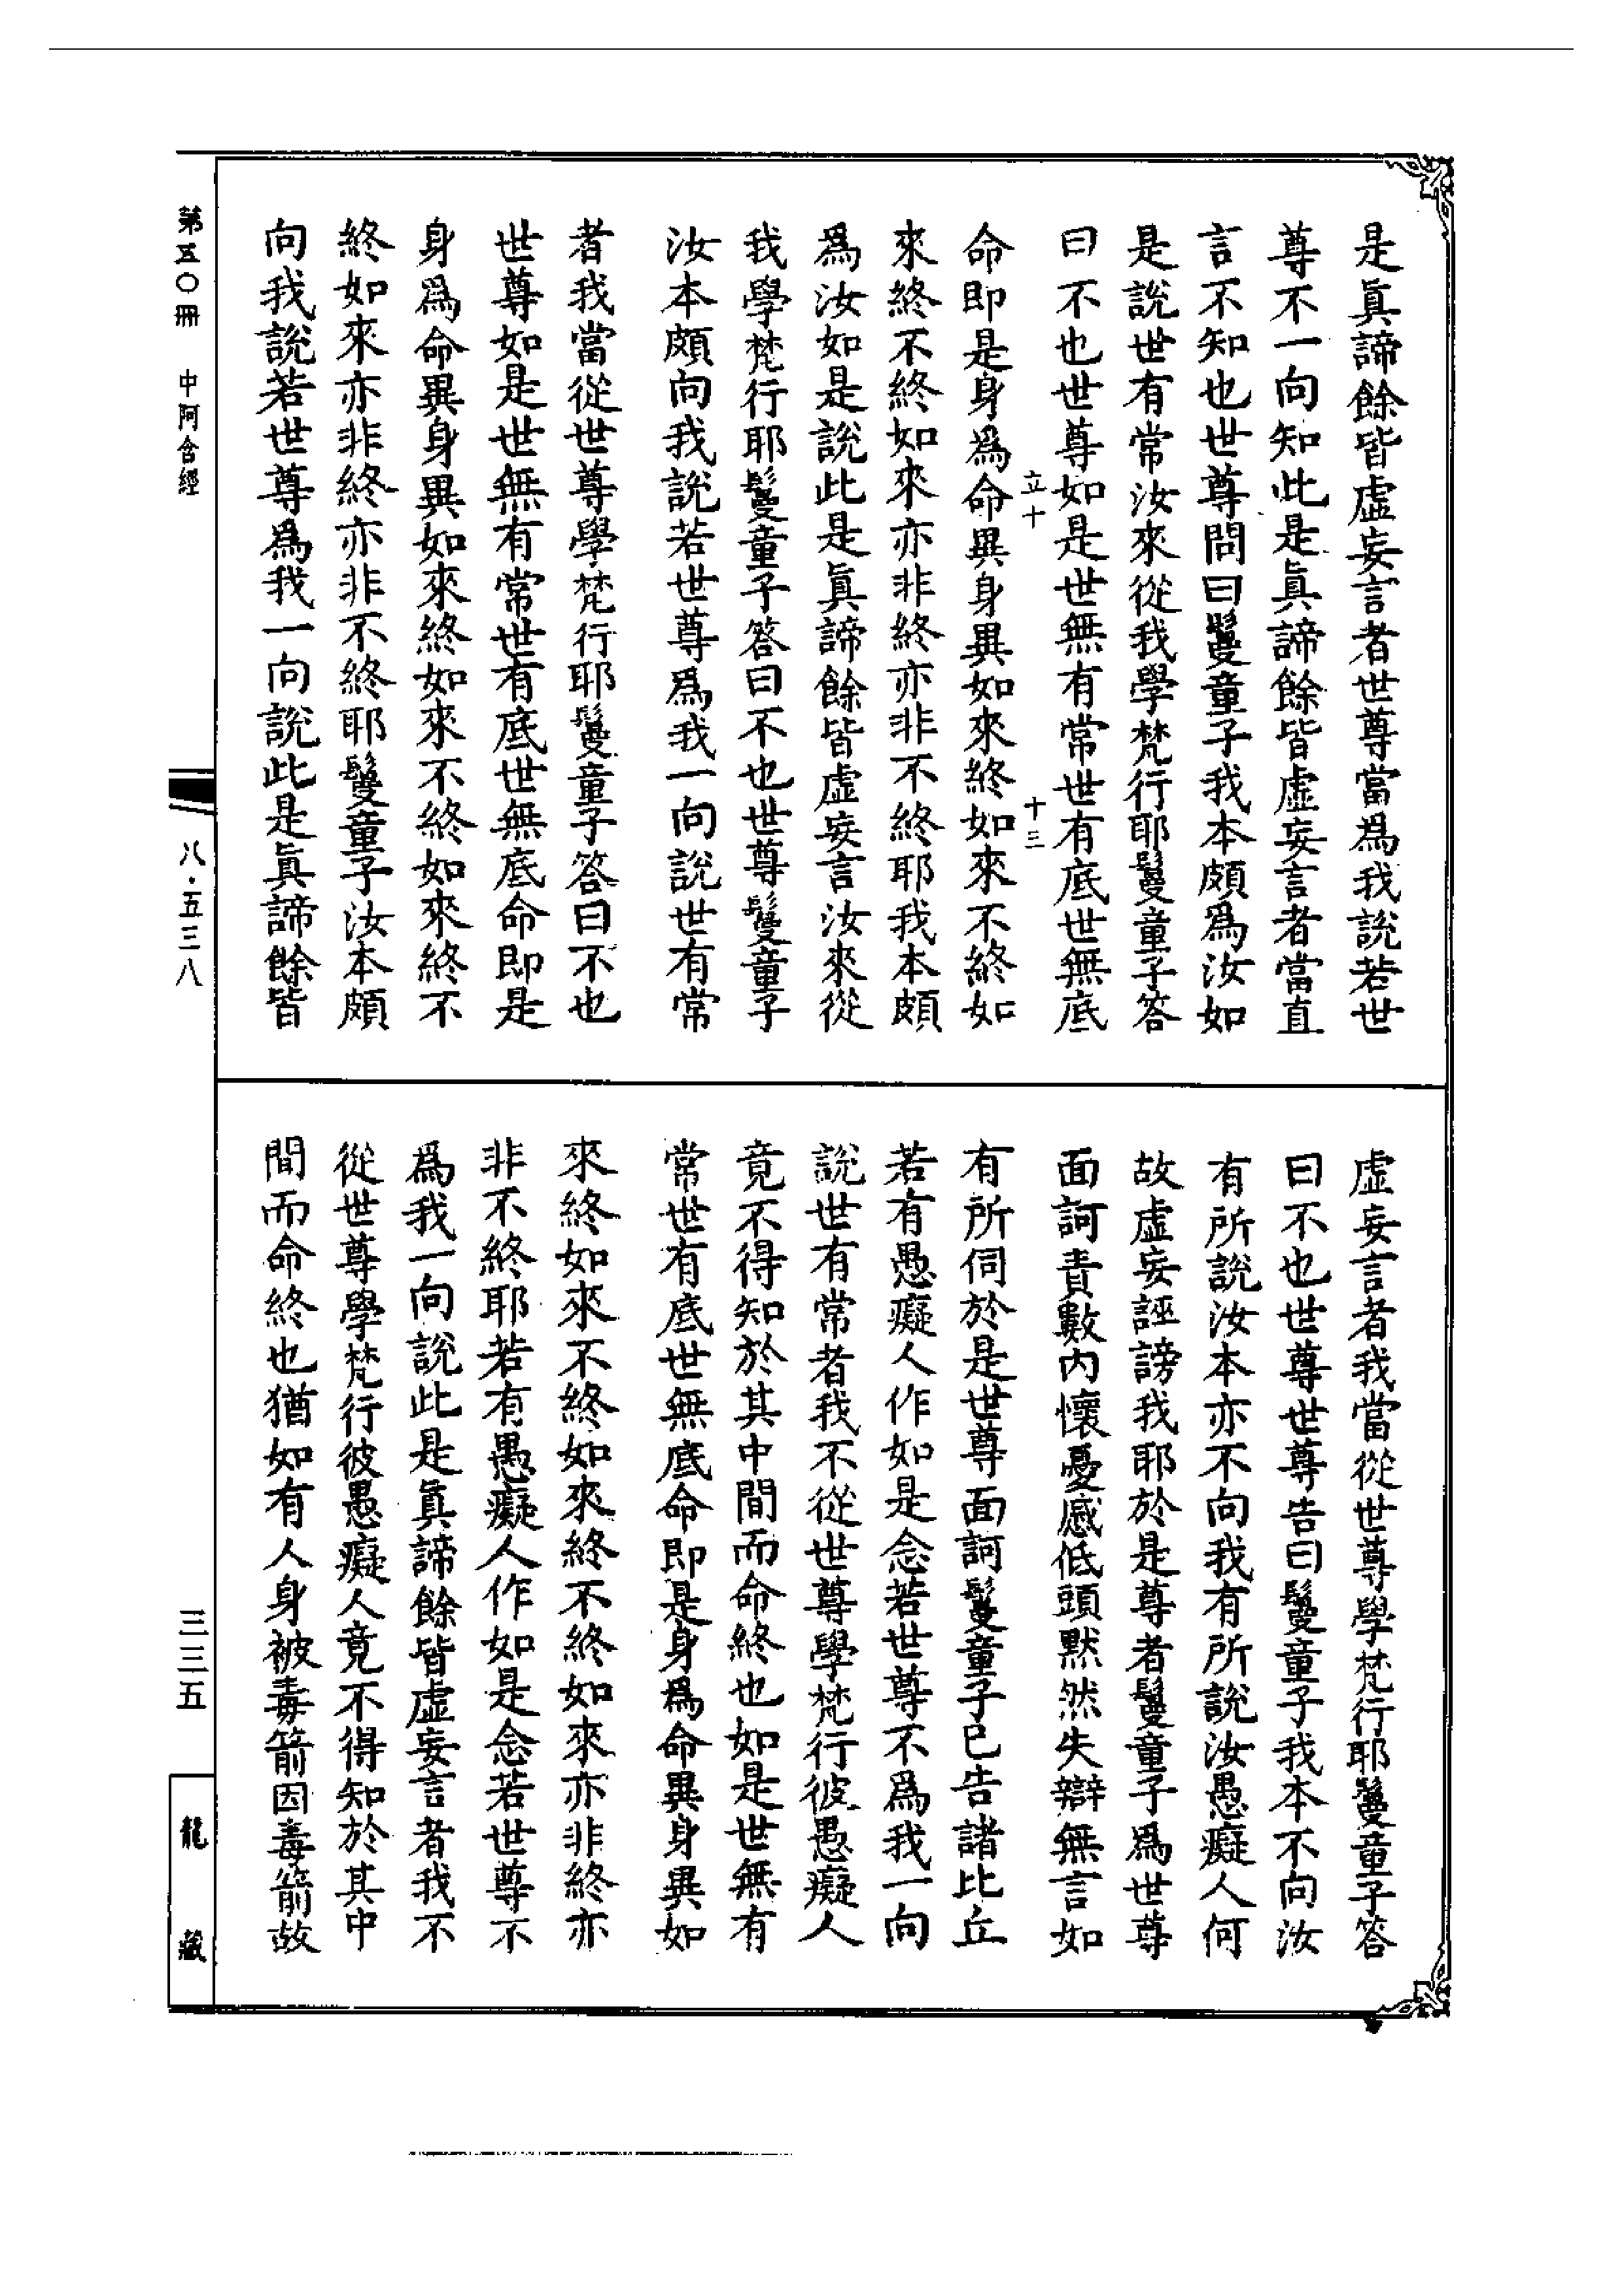 是眞諦餘皆虛妄言者世尊當爲我說若世
尊不一向知此是眞諦餘皆虛妄言者當直
言不知也世尊問曰鬘童子我本頗爲汝如
是說世有常汝來從我學梵行耶鬘童子答
曰不也世尊如是世無有常世有底世無底
立十 十三
命即是身爲命異身異如來終如來不終如
來終不終如來亦非終亦非不終耶我本頗
爲汝如是說此是眞諦餘皆虛妄言汝來從
我學梵行耶鬘童子答曰不也世尊鬘童子
汝本頗向我說若世尊爲我一向說世有常
者我當從世尊學梵行耶鬘童子答曰不也
世尊如是世無有常世有底世無底命即是
身爲命異身異如來終如來不終如來終不
終如來亦非終亦非不終耶鬘童子汝本頗
向我說若世尊爲我一向說此是眞諦餘皆
虛妄言者我當從世尊學梵行耶鬘童子答
曰不也世尊世尊告曰鬘童子我本不向汝
有所說汝本亦不向我有所說汝愚癡人何
故虛妄誣謗我耶於是尊者鬘童子爲世尊
面訶責數內懷憂慼低頭默然失辯無言如
有所伺於是世尊面訶鬘童子已告諸比丘
若有愚癡人作如是念若世尊不爲我一向
說世有常者我不從世尊學梵行彼愚癡人
竟不得知於其中間而命終也如是世無有
常世有底世無底命即是身爲命異身異如
來終如來不終如來終不終如來亦非終亦
非不終耶若有愚癡人作如是念若世尊不
爲我一向說此是眞諦餘皆虛妄言者我不
從世尊學梵行彼愚癡人竟不得知於其中
間而命終也猶如有人身被毒箭因毒箭故
第五〇冊 中阿含經
八·五三八
三三五
龍藏